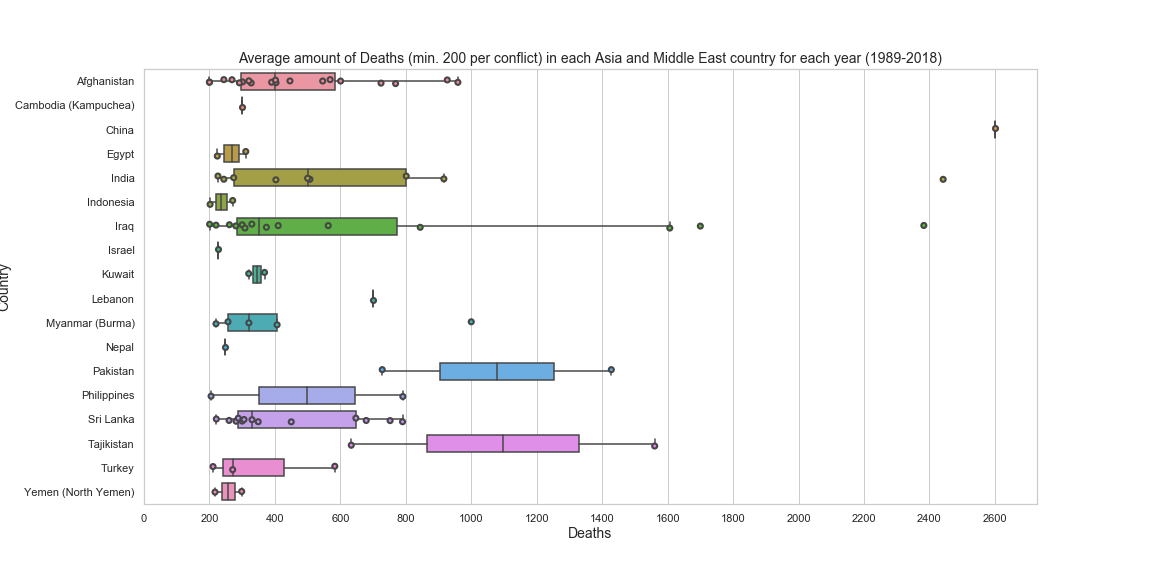 Average amount of Deaths (min. 200 per conflict) in each Asia and Middle East country for each year (1989-2018)
Country
Afghanistan
Cambodia (Kampuchea)
China
Egypt
India
Indonesia
Iraq
Israel
Kuwait
Lebanon
Myanmar (Burma)
Nepal
Pakistan
Philippines
Sri Lanka
Tajikistan
Turkey
Yemen (North Yemen)
0 200 400 600 800 1000 1200 1400 1600 1800 2000 2200 2400 2600
Deaths